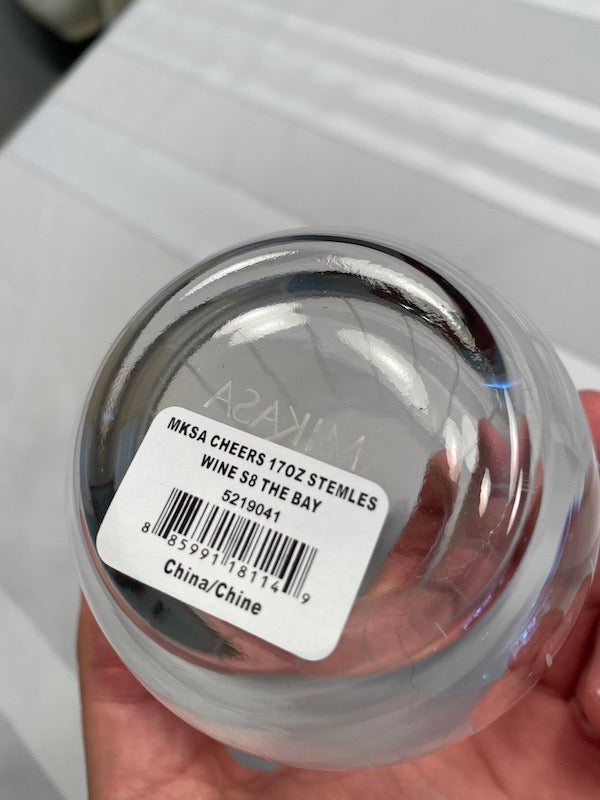 MIKASA
MKSA CHEERS 17OZ STEMLES
WINE S8 THE BAY
5219041
8 85991 18114 9
China/Chine